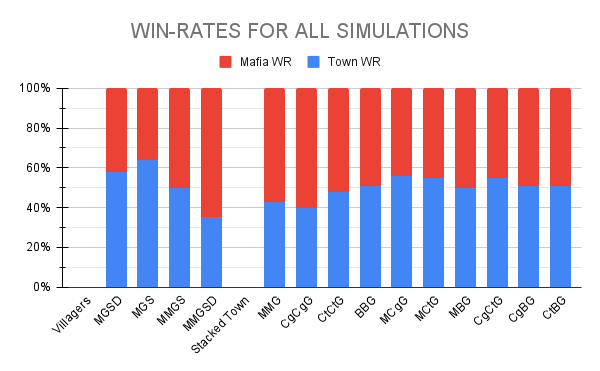 WIN-RATES FOR ALL SIMULATIONS
Mafia WR
Town WR
100%
80%
60%
40%
20%
0%
Villagers
MGSD
MGS
MMGS
MMGSD
Stacked Town
MMG
CgCgG
CtCtG
BBG
MCgG
MCtG
MBG
CgCtG
CgBG
CtBG